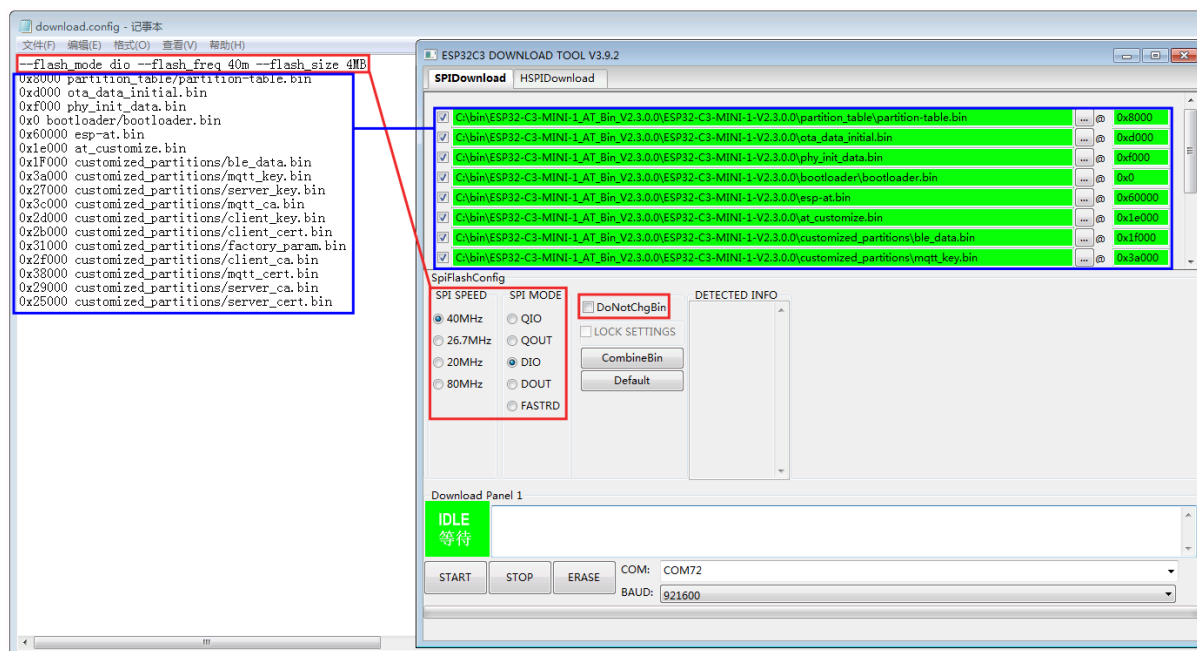 download.config - 记事本
文件(F) 编辑(E) 格式(O) 查看(V) 帮助(H)
--flash_mode dio --flash_freq 40m --flash_size 4MB
0x8000 partition_table/partition-table.bin
0xd000 ota_data_initial.bin
0xf000 phy_init_data.bin
0x0 bootloader/bootloader.bin
0x60000 esp-at.bin
0x1e000 at_customize.bin
0x1F000 customized_partitions/ble_data.bin
0x3a000 customized_partitions/mqtt_key.bin
0x27000 customized_partitions/server_key.bin
0x3c000 customized_partitions/mqtt_ca.bin
0x2d000 customized_partitions/client_key.bin
0x2b000 customized_partitions/client_cert.bin
0x31000 customized_partitions/factory_param.bin
0x2f000 customized_partitions/client_ca.bin
0x38000 customized_partitions/mqtt_cert.bin
0x29000 customized_partitions/server_ca.bin
0x25000 customized_partitions/server_cert.bin
ESP32C3 DOWNLOAD TOOL V3.9.2
SPIDownload HSPIDownload
C:\bin\ESP32-C3-MINI-1_AT_Bin_V2.3.0.0\ESP32-C3-MINI-1-V2.3.0.0\partition_table\partition-table.bin ... @ 0x8000
C:\bin\ESP32-C3-MINI-1_AT_Bin_V2.3.0.0\ESP32-C3-MINI-1-V2.3.0.0\ota_data_initial.bin ... @ 0xd000
C:\bin\ESP32-C3-MINI-1_AT_Bin_V2.3.0.0\ESP32-C3-MINI-1-V2.3.0.0\phy_init_data.bin ... @ 0xf000
C:\bin\ESP32-C3-MINI-1_AT_Bin_V2.3.0.0\ESP32-C3-MINI-1-V2.3.0.0\bootloader\bootloader.bin ... @ 0x0
C:\bin\ESP32-C3-MINI-1_AT_Bin_V2.3.0.0\ESP32-C3-MINI-1-V2.3.0.0\esp-at.bin ... @ 0x60000
C:\bin\ESP32-C3-MINI-1_AT_Bin_V2.3.0.0\ESP32-C3-MINI-1-V2.3.0.0\at_customize.bin ... @ 0x1e000
C:\bin\ESP32-C3-MINI-1_AT_Bin_V2.3.0.0\ESP32-C3-MINI-1-V2.3.0.0\customized_partitions\ble_data.bin ... @ 0x1f000
C:\bin\ESP32-C3-MINI-1_AT_Bin_V2.3.0.0\ESP32-C3-MINI-1-V2.3.0.0\customized_partitions\mqtt_key.bin ... @ 0x3a000
SpiFlashConfig
SPI SPEED
40MHz
26.7MHz
20MHz
80MHz
SPI MODE
QIO
QOUT
DIO
DOUT
FASTRD
DoNotChgBin
LOCK SETTINGS
CombineBin
Default
DETECTED INFO
Download Panel 1
IDLE
等待
START STOP ERASE
COM: COM72
BAUD: 921600